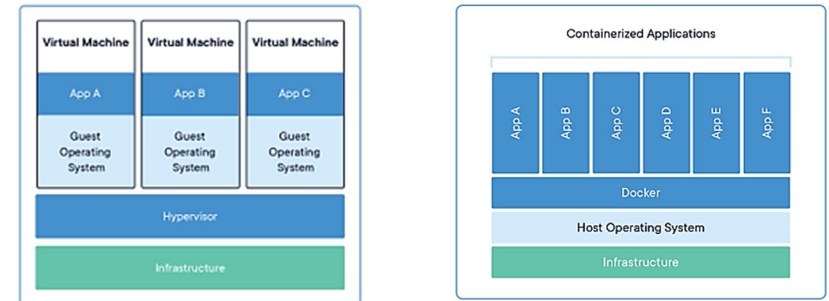 Virtual Machine
Virtual Machine
Virtual Machine
App A
App B
App C
Guest
Operating
System
Guest
Operating
System
Guest
Operating
System
Hypervisor
Infrastructure
Containerized Applications
App A
App B
App C
App D
App E
App F
Docker
Host Operating System
Infrastructure